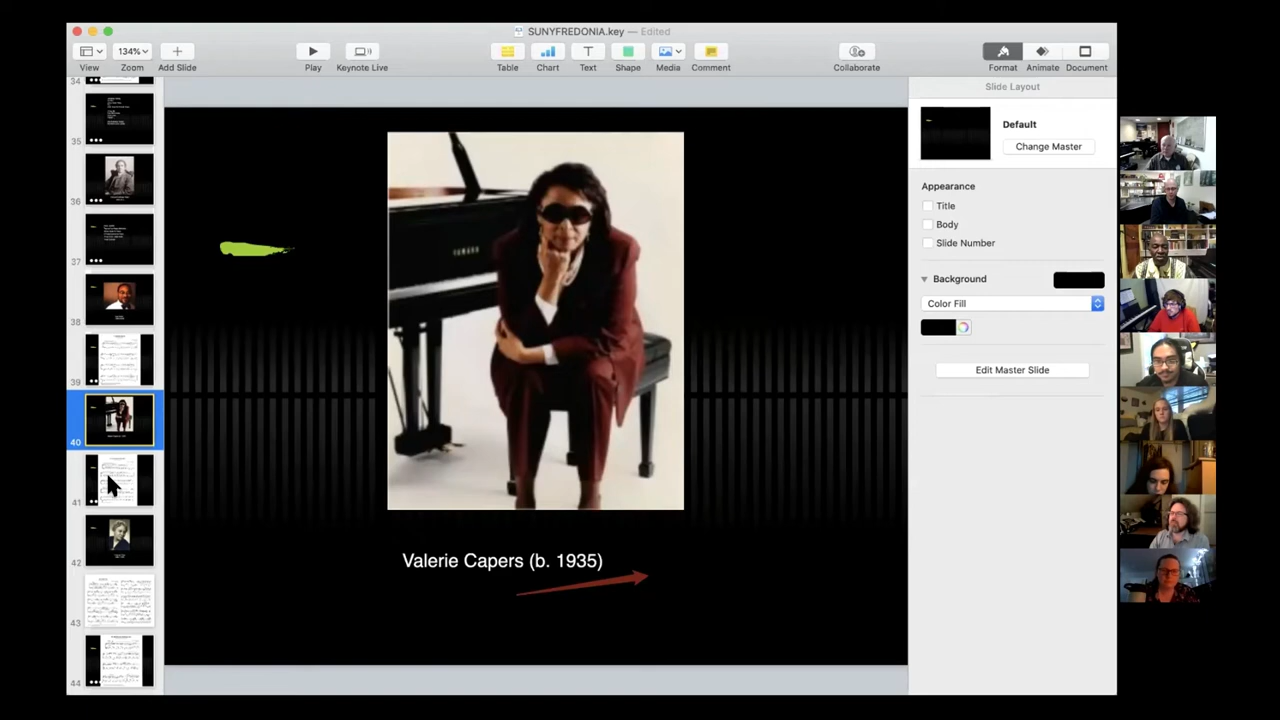 SUNYFREDONIA.key — Edited
134%
View
Zoom
Add Slide
Play
Keynote Live
Table
Chart
Text
Shape
Media
Comment
Collaborate
Format
Animate
Document
Slide Layout
Default
Change Master
Appearance
Title
Body
Slide Number
Background
Color Fill
Edit Master Slide
34
35
36
37
38
39
40
41
42
43
44
YAMAHA
Valerie Capers (b. 1935)